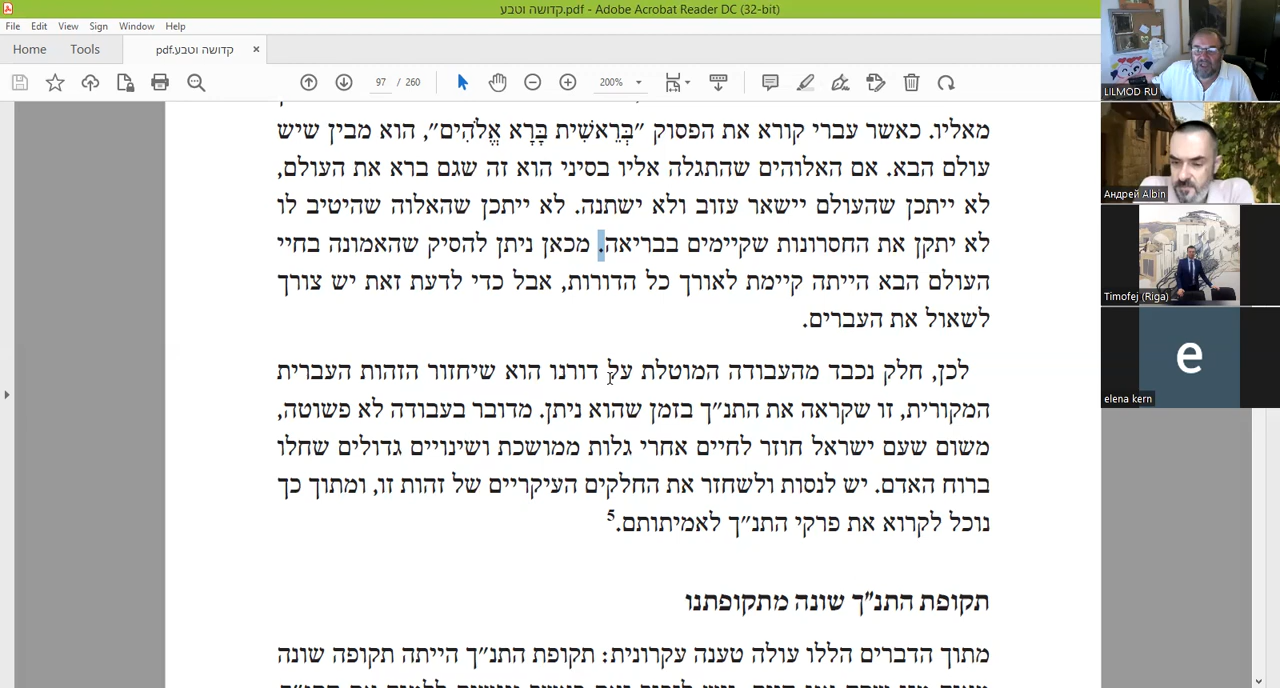 קדושה וטבע.pdf - Adobe Acrobat Reader DC (32-bit)
File Edit View Sign Window Help
Home Tools קדושה וטבע.pdf ×
97 / 260 200%
מאליו. כאשר עברי קורא את הפסוק ״בְּרֵאשִׁית בָּרָא אֱלֹהִים״, הוא מבין שיש
עולם הבא. אם האלוהים שהתגלה אליו בסיני הוא זה שגם ברא את העולם,
לא ייתכן שהעולם יישאר עזוב ולא ישתנה. לא ייתכן שהאלוה שהיטיב לו
לא יתקן את החסרונות שקיימים בבריאה. מכאן ניתן להסיק שהאמונה בחיי
העולם הבא הייתה קיימת לאורך כל הדורות, אבל כדי לדעת זאת יש צורך
לשאול את העברים.
לכן, חלק נכבד מהעבודה המוטלת על דורנו הוא שיחזור הזהות העברית
המקורית, זו שקראה את התנ״ך בזמן שהוא ניתן. מדובר בעבודה לא פשוטה,
משום שעם ישראל חוזר לחיים אחרי גלות ממושכת ושינויים גדולים שחלו
ברוח האדם. יש לנסות ולשחזר את החלקים העיקריים של זהות זו, ומתוך כך
נוכל לקרוא את פרקי התנ״ך לאמיתותם.5
תקופת התנ״ך שונה מתקופתנו
מתוך הדברים הללו עולה טענה עקרונית: תקופת התנ״ך הייתה תקופה שונה
LILMOD RU
Андрей Albin
Timofej (Riga)
e
elena kern